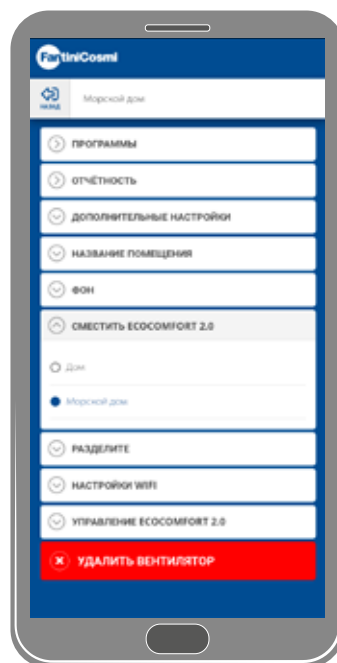 FantiniCosmi
НАЗАД
Морской дом
ПРОГРАММЫ
ОТЧЁТНОСТЬ
ДОПОЛНИТЕЛЬНЫЕ НАСТРОЙКИ
НАЗВАНИЕ ПОМЕЩЕНИЯ
ФОН
СМЕСТИТЬ ECOCOMFORT 2.0
Дом
Морской дом
РАЗДЕЛИТЕ
НАСТРОЙКИ WIFI
УПРАВЛЕНИЕ ECOCOMFORT 2.0
УДАЛИТЬ ВЕНТИЛЯТОР